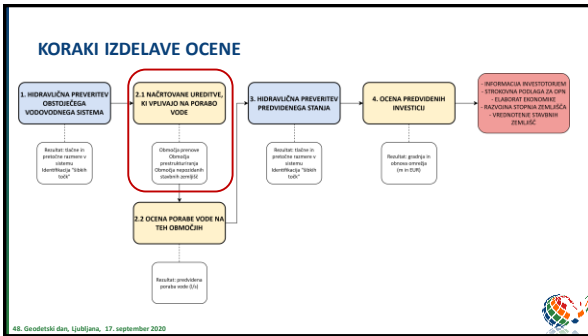 KORAKI IZDELAVE OCENE
1. HIDRAVLIČNA PREVERITEV
OBSTOJEČEGA
VODOVODNEGA SISTEMA
Rezultat: tlačne in
pretočne razmere v
sistemu
Identifikacija "šibkih
točk"
2.1 NAČRTOVANE UREDITVE,
KI VPLIVAJO NA PORABO
VODE
Območja prenove
Območja
prestrukturiranja
Območja nepozidanih
stavbnih zemljišč
2.2 OCENA PORABE VODE NA
TEH OBMOČJIH
Rezultat: predvidena
poraba vode (l/s)
3. HIDRAVLIČNA PREVERITEV
PREDVIDENEGA STANJA
Rezultat: tlačne in
pretočne razmere v
sistemu
Identifikacija "šibkih
točk"
4. OCENA PREDVIDENIH
INVESTICIJ
Rezultat: gradnja in
obnova omrežja
(m in EUR)
- INFORMACIJA INVESTITORJEM
- STROKOVNA PODLAGA ZA OPN
- ELABORAT EKONOMIKE
- RAZVOJNA STOPNJA ZEMLJIŠČA
- VREDNOTENJE STAVBNIH
ZEMLJIŠČ
48. Geodetski dan, Ljubljana, 17. september 2020